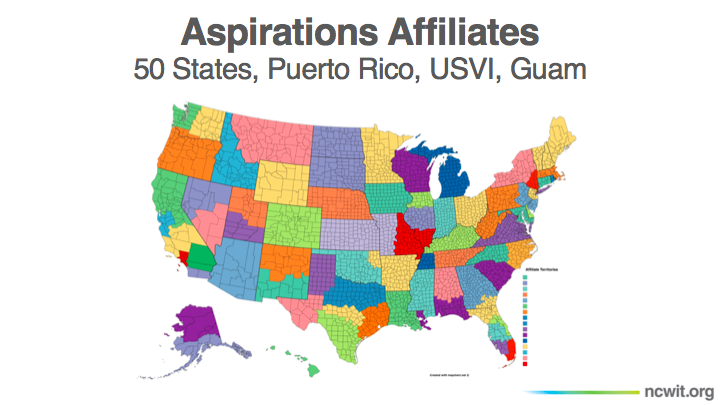 Aspirations Affiliates
50 States, Puerto Rico, USVI, Guam
Affiliate Territories
ncwit.org